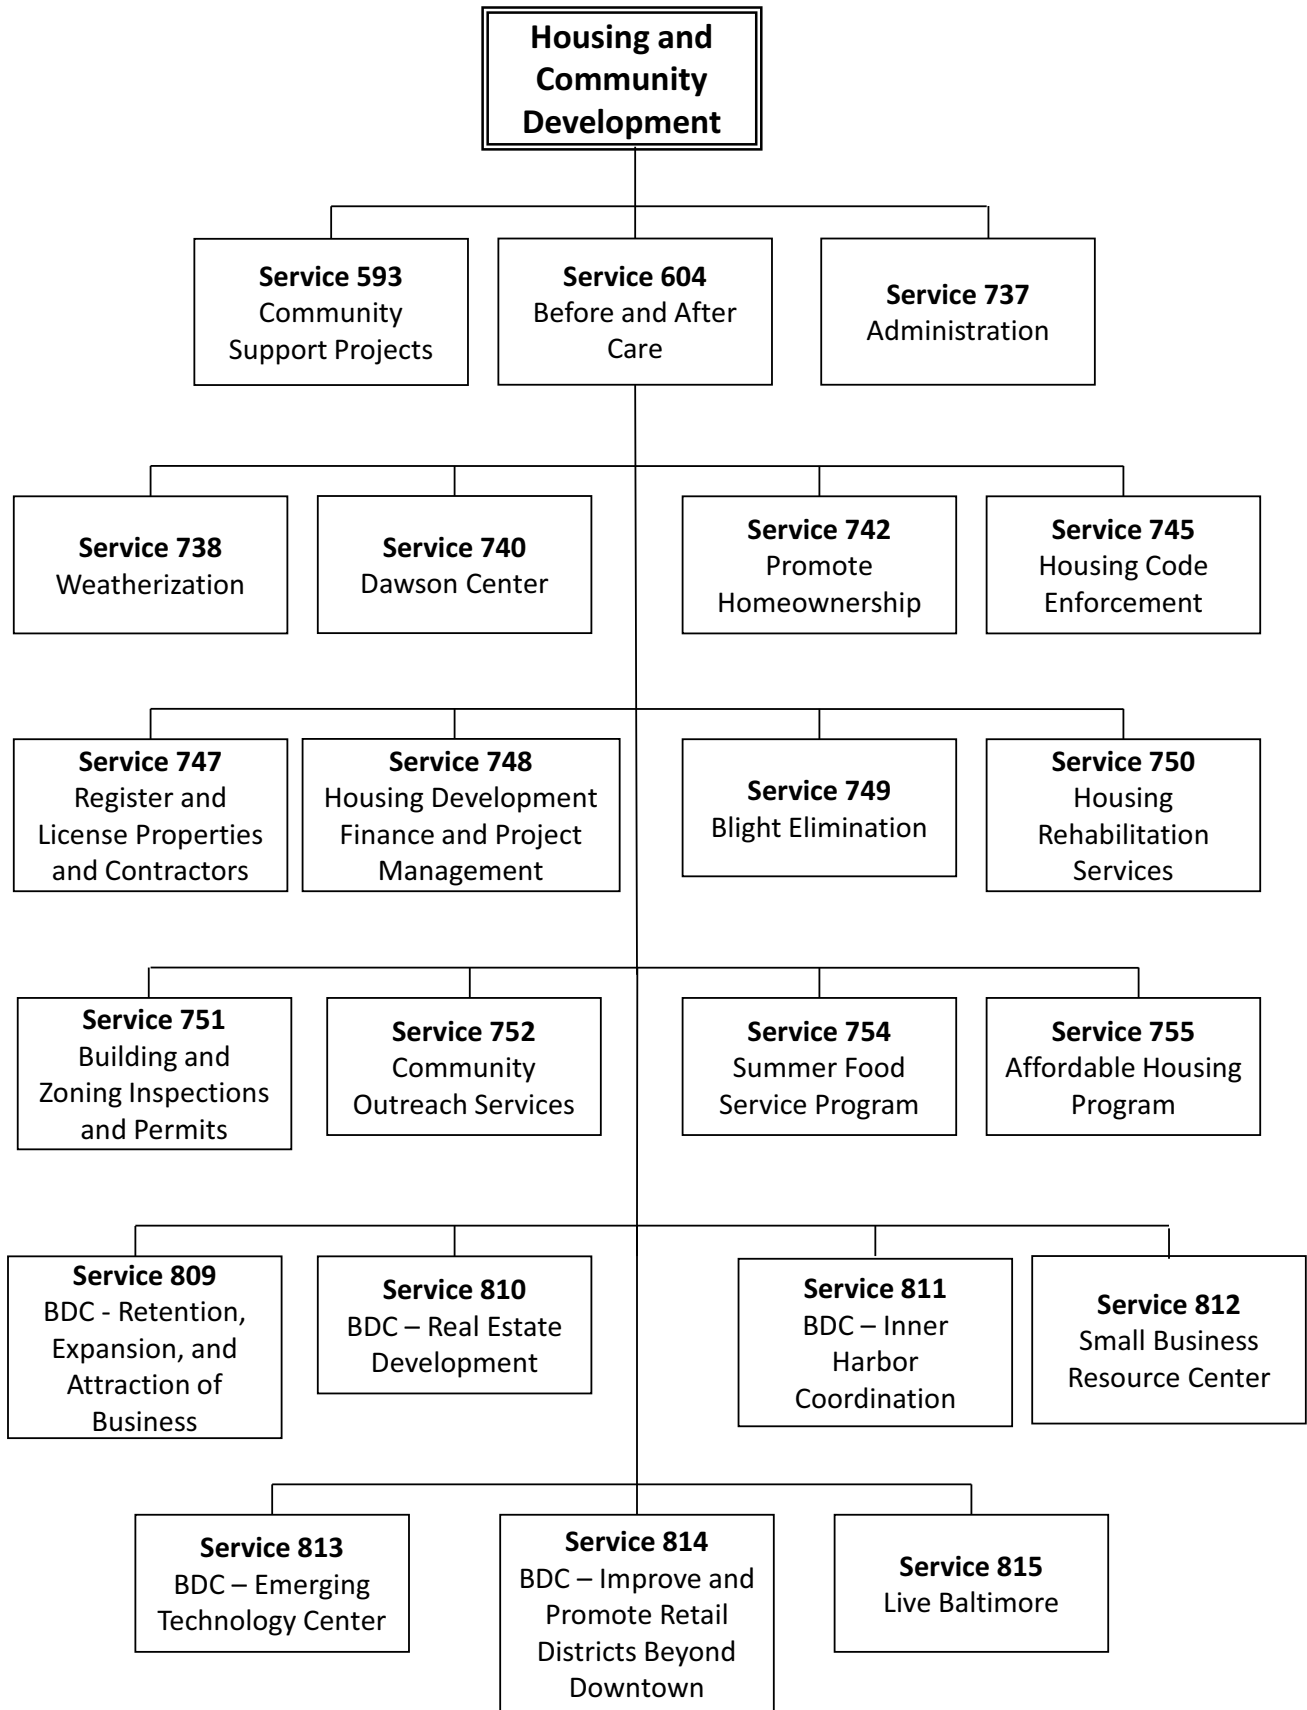 Housing and
Community
Development
Service 593
Community
Support Projects
Service 604
Before and After
Care
Service 737
Administration
Service 738
Weatherization
Service 740
Dawson Center
Service 742
Promote
Homeownership
Service 745
Housing Code
Enforcement
Service 747
Register and
License Properties
and Contractors
Service 748
Housing Development
Finance and Project
Management
Service 749
Blight Elimination
Service 750
Housing
Rehabilitation
Services
Service 751
Building and
Zoning Inspections
and Permits
Service 752
Community
Outreach Services
Service 754
Summer Food
Service Program
Service 755
Affordable Housing
Program
Service 809
BDC - Retention,
Expansion, and
Attraction of
Business
Service 810
BDC – Real Estate
Development
Service 811
BDC – Inner
Harbor
Coordination
Service 812
Small Business
Resource Center
Service 813
BDC – Emerging
Technology Center
Service 814
BDC – Improve and
Promote Retail
Districts Beyond
Downtown
Service 815
Live Baltimore